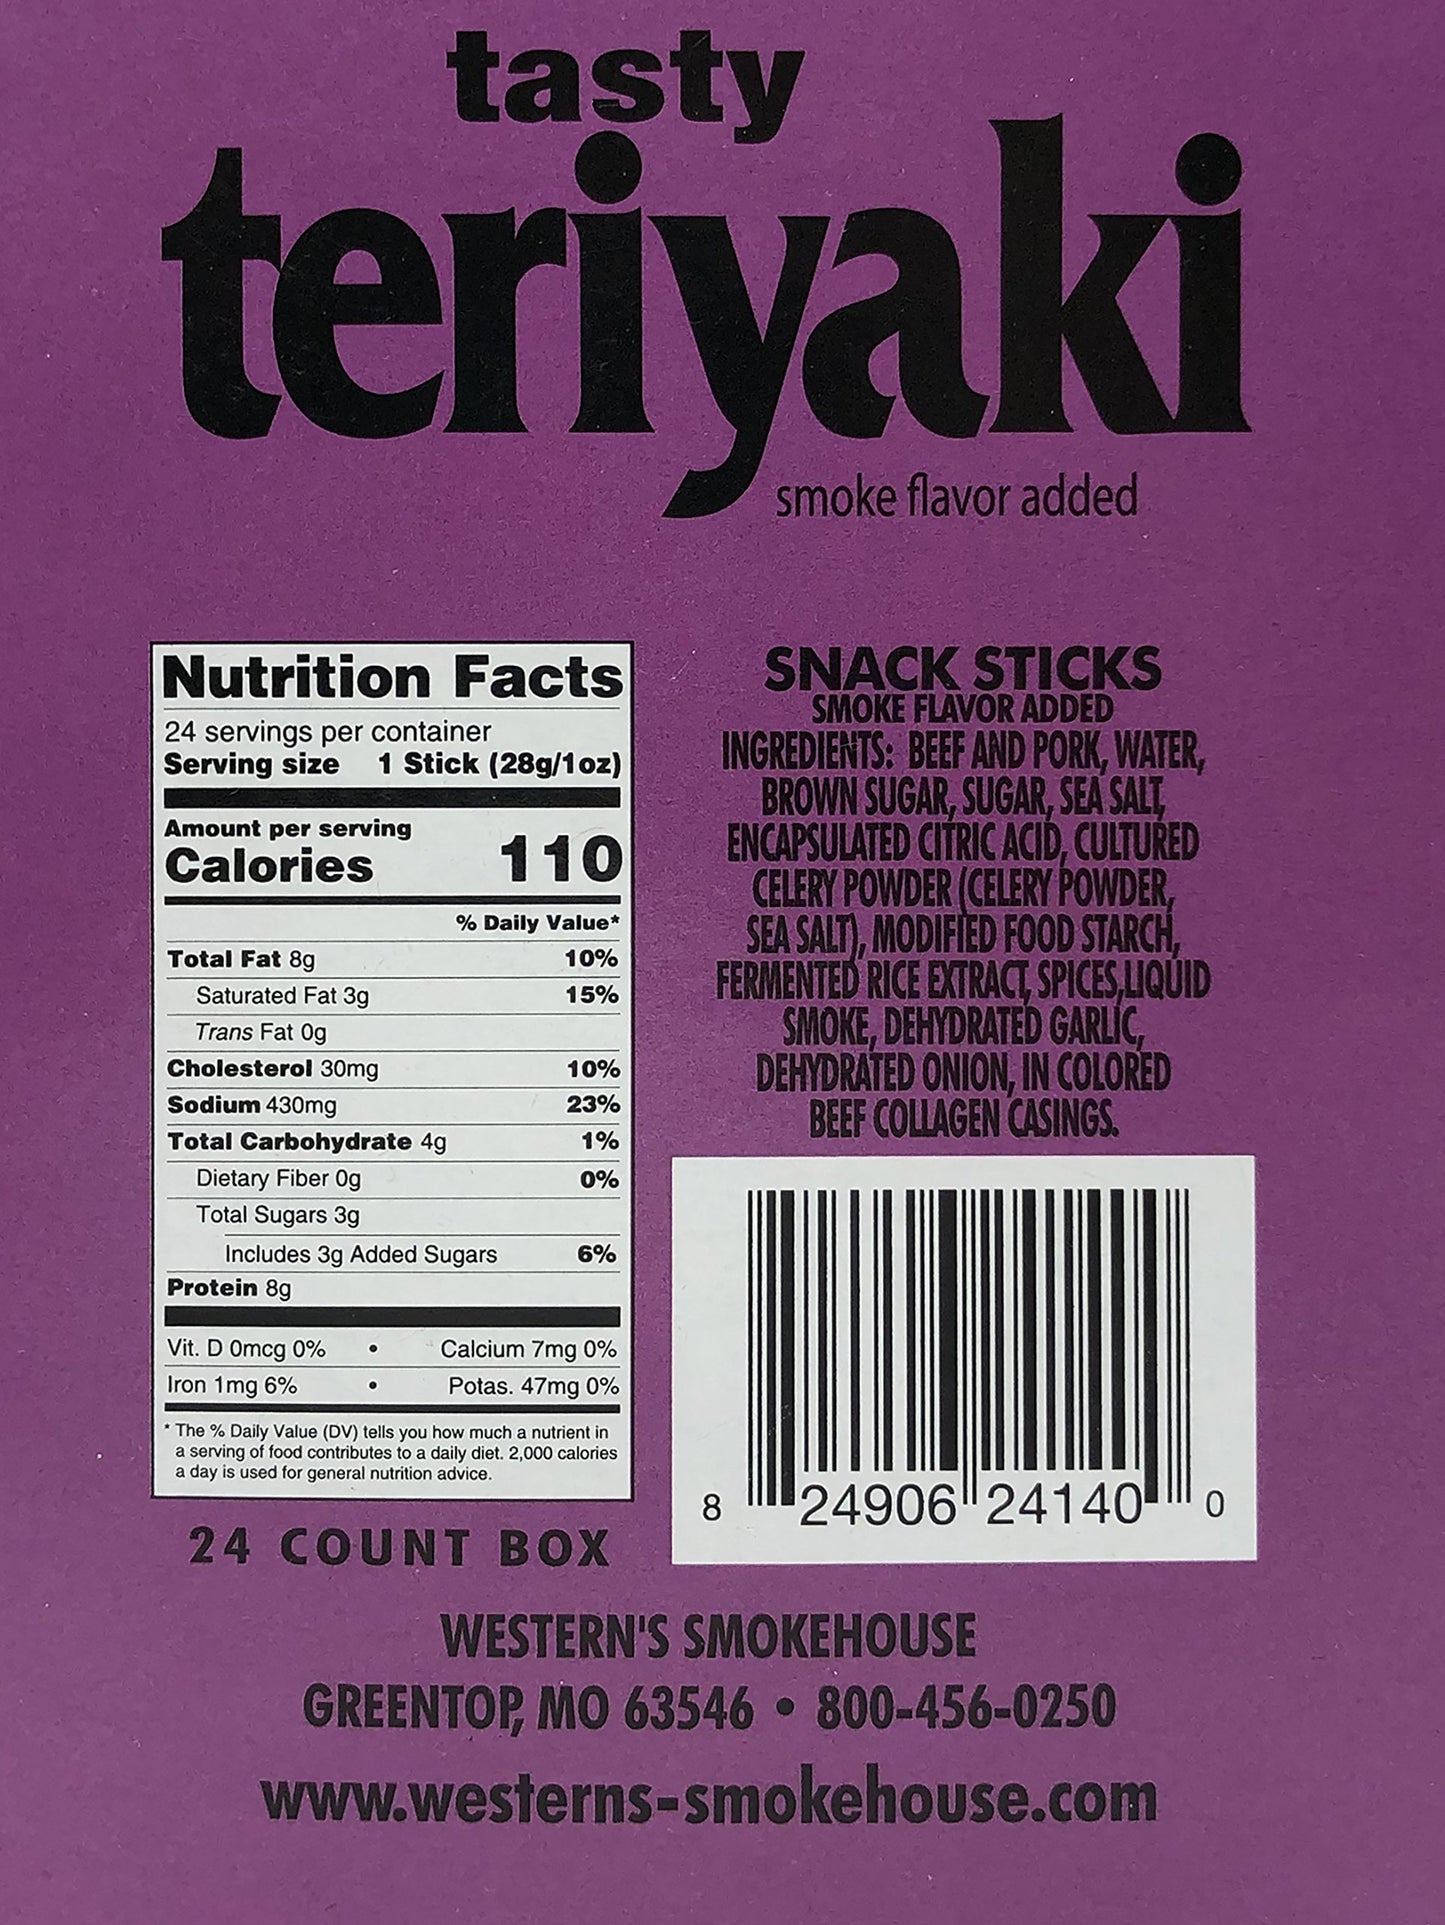 tasty
teriyaki
smoke flavor added
Nutrition Facts
24 servings per container
Serving size 1 Stick (28g/1oz)
Amount per serving
Calories 110
% Daily Value*
Total Fat 8g 10%
Saturated Fat 3g 15%
Trans Fat 0g
Cholesterol 30mg 10%
Sodium 430mg 23%
Total Carbohydrate 4g 1%
Dietary Fiber 0g 0%
Total Sugars 3g
Includes 3g Added Sugars 6%
Protein 8g
Vit. D 0mcg 0% • Calcium 7mg 0%
Iron 1mg 6% • Potas. 47mg 0%
* The % Daily Value (DV) tells you how much a nutrient in
a serving of food contributes to a daily diet. 2,000 calories
a day is used for general nutrition advice.
24 COUNT BOX
SNACK STICKS
SMOKE FLAVOR ADDED
INGREDIENTS: BEEF AND PORK, WATER,
BROWN SUGAR, SUGAR, SEA SALT,
ENCAPSULATED CITRIC ACID, CULTURED
CELERY POWDER (CELERY POWDER,
SEA SALT), MODIFIED FOOD STARCH,
FERMENTED RICE EXTRACT, SPICES,LIQUID
SMOKE, DEHYDRATED GARLIC,
DEHYDRATED ONION, IN COLORED
BEEF COLLAGEN CASINGS.
8 24906 24140 0
WESTERN'S SMOKEHOUSE
GREENTOP, MO 63546 • 800-456-0250
www.westerns-smokehouse.com